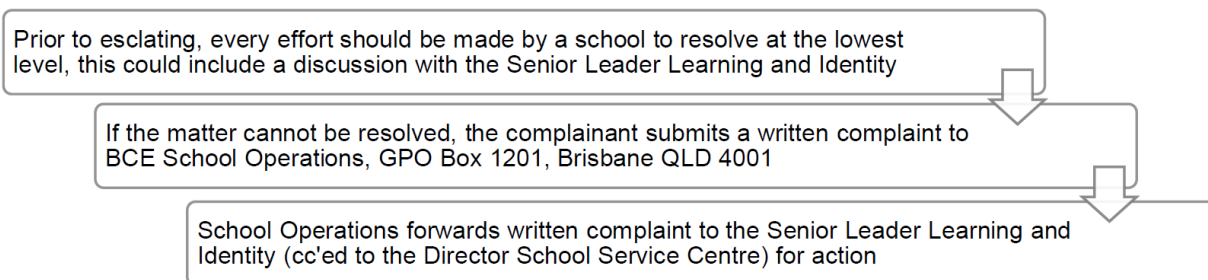 Prior to esclating, every effort should be made by a school to resolve at the lowest
level, this could include a discussion with the Senior Leader Learning and Identity
If the matter cannot be resolved, the complainant submits a written complaint to
BCE School Operations, GPO Box 1201, Brisbane QLD 4001
School Operations forwards written complaint to the Senior Leader Learning and
Identity (cc'ed to the Director School Service Centre) for action